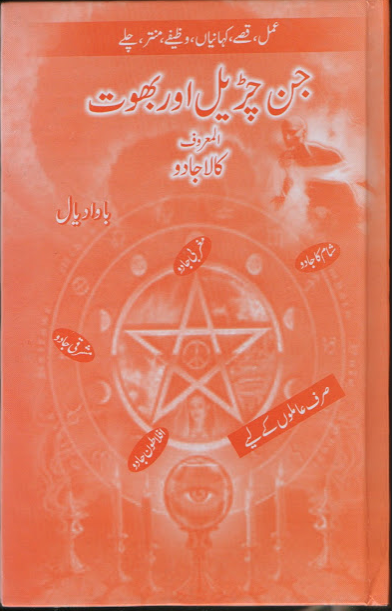 عمل، قصے، کہانیاں، وظیفے، منتر، چلے
جن چڑیل اور بھوت
المعروف
کالا جادو
باوا دیال
مغربی جادو
شام کا جادو
مشرقی جادو
صرف عاملوں کے لیے
افلاطون جادو